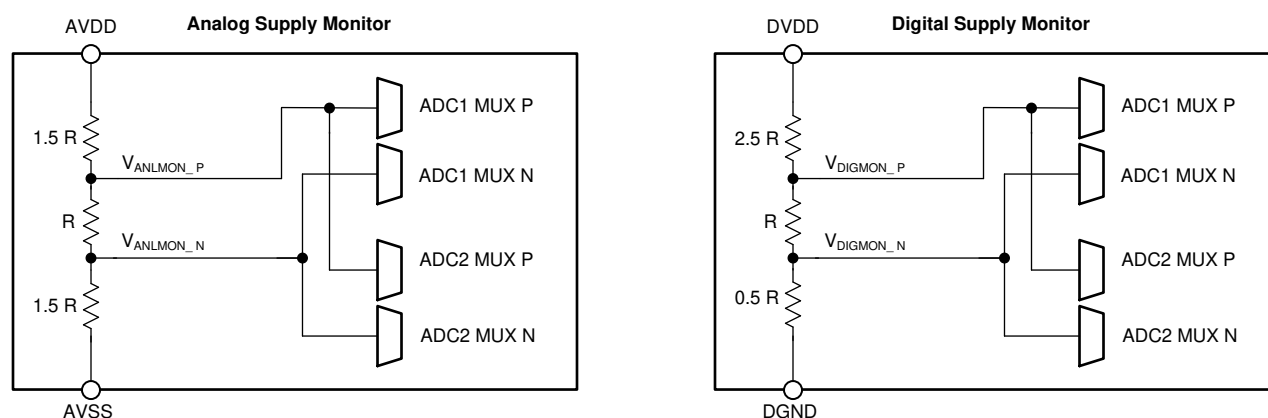 Analog Supply Monitor
AVDD
1.5 R
V_ANLMON_P
R
V_ANLMON_N
1.5 R
AVSS
ADC1 MUX P
ADC1 MUX N
ADC2 MUX P
ADC2 MUX N
Digital Supply Monitor
DVDD
2.5 R
V_DIGMON_P
R
V_DIGMON_N
0.5 R
DGND
ADC1 MUX P
ADC1 MUX N
ADC2 MUX P
ADC2 MUX N